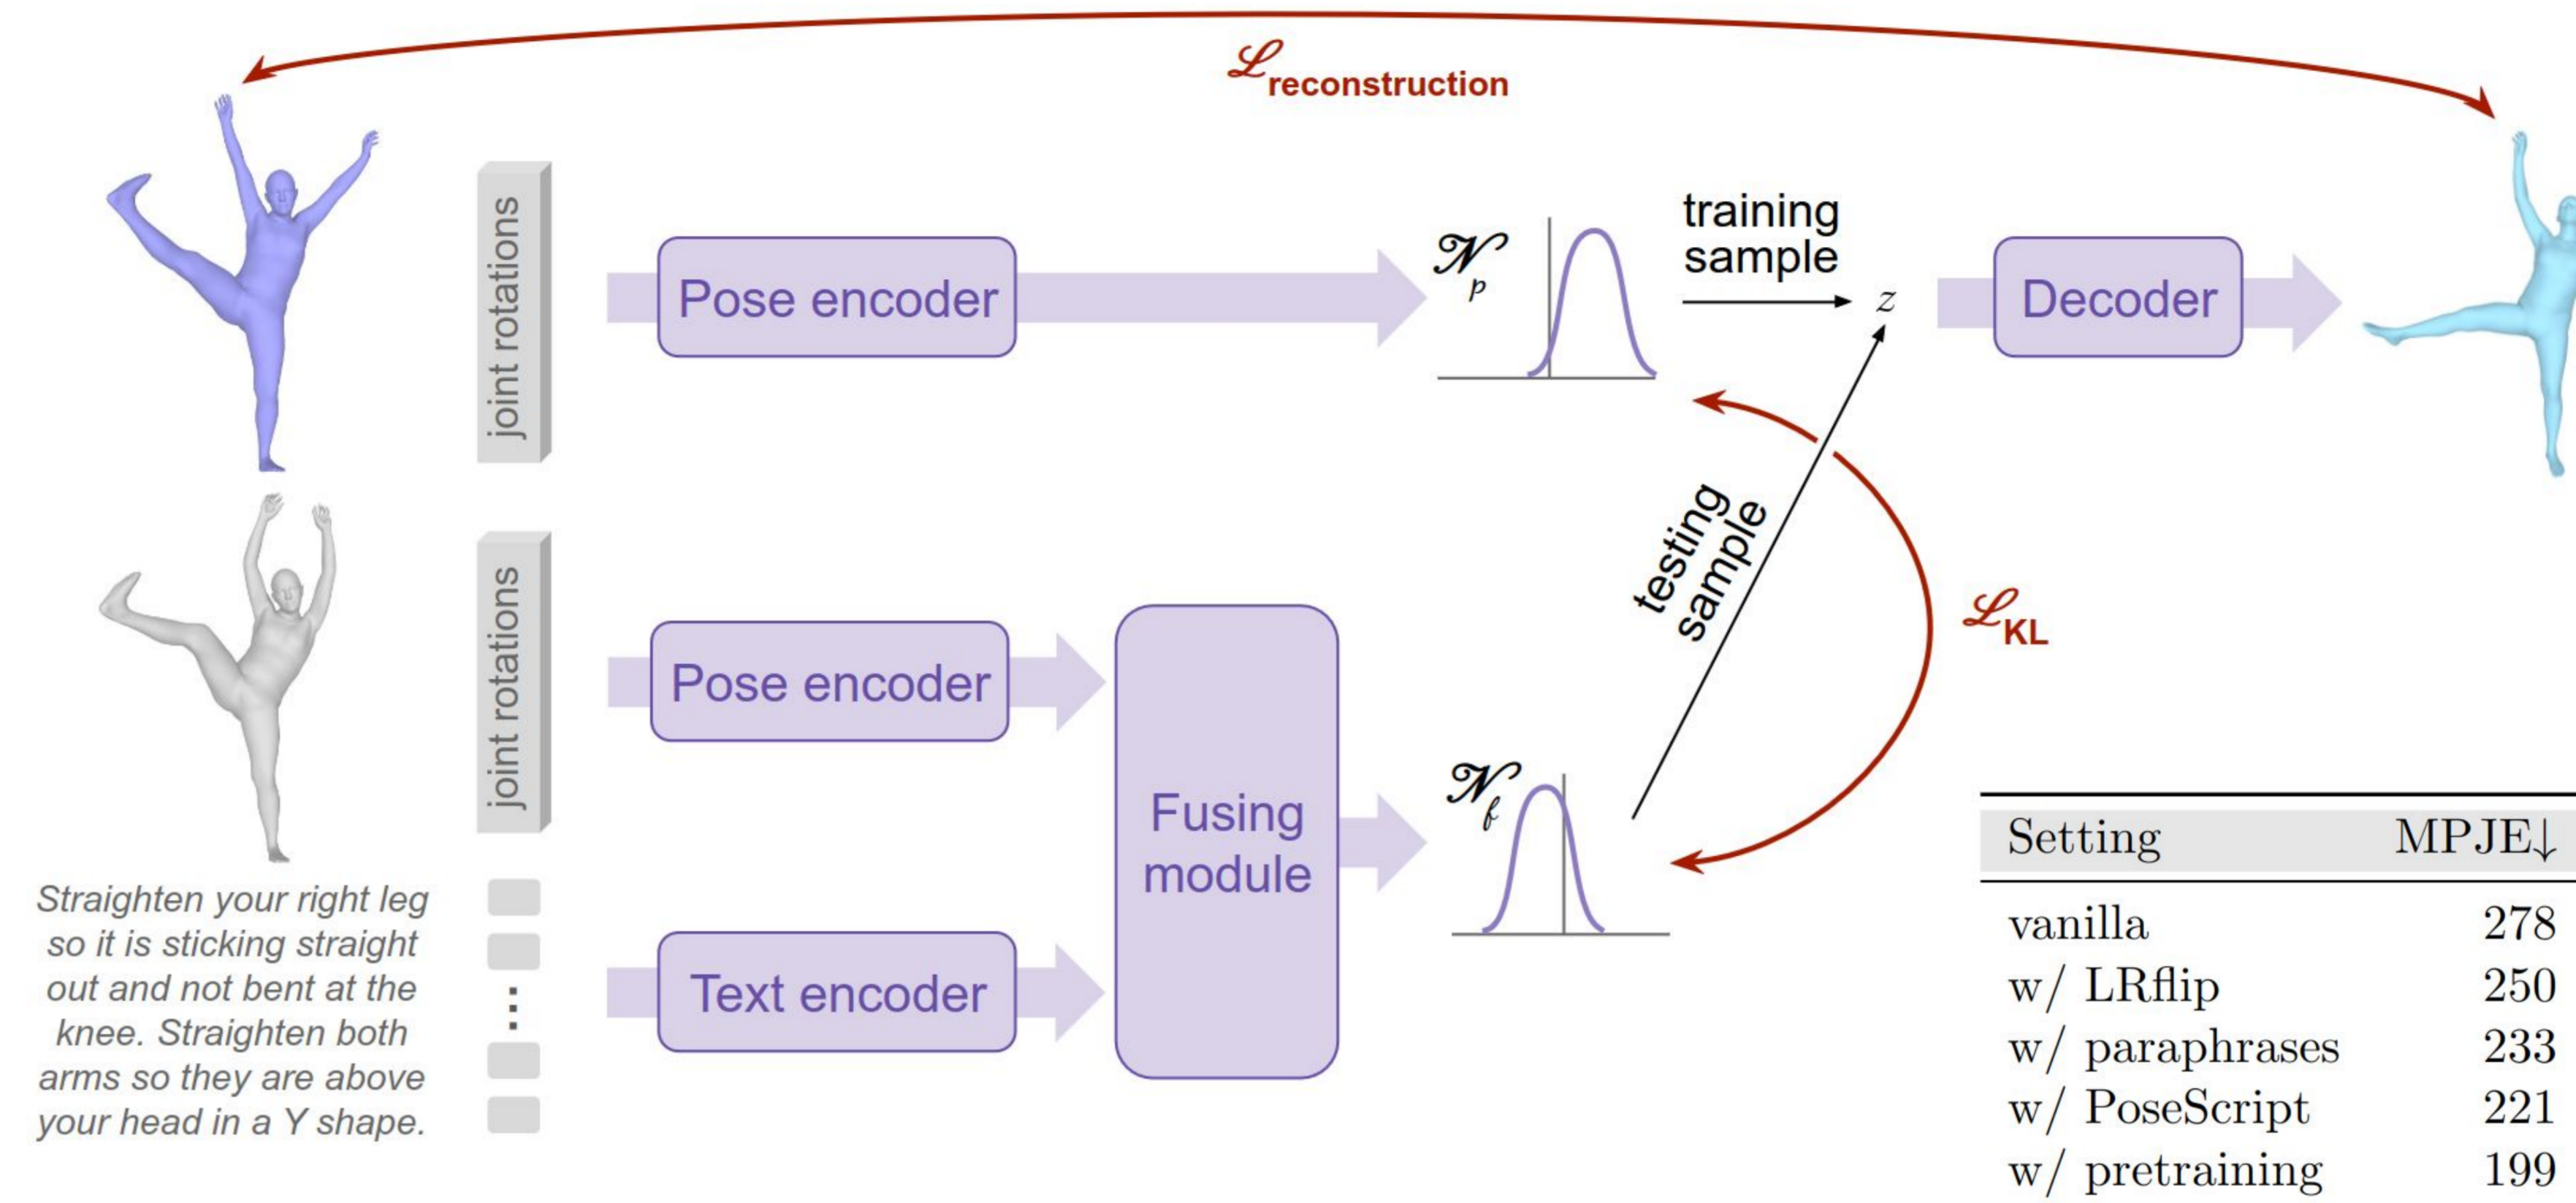 ℒreconstruction
joint rotations
Pose encoder
𝒩p
training
sample
z
Decoder
joint rotations
Pose encoder
Text encoder
Fusing
module
𝒩f
testing
sample
ℒKL
Straighten your right leg
so it is sticking straight
out and not bent at the
knee. Straighten both
arms so they are above
your head in a Y shape.
...
Setting MPJE↓
vanilla 278
w/ LRflip 250
w/ paraphrases 233
w/ PoseScript 221
w/ pretraining 199